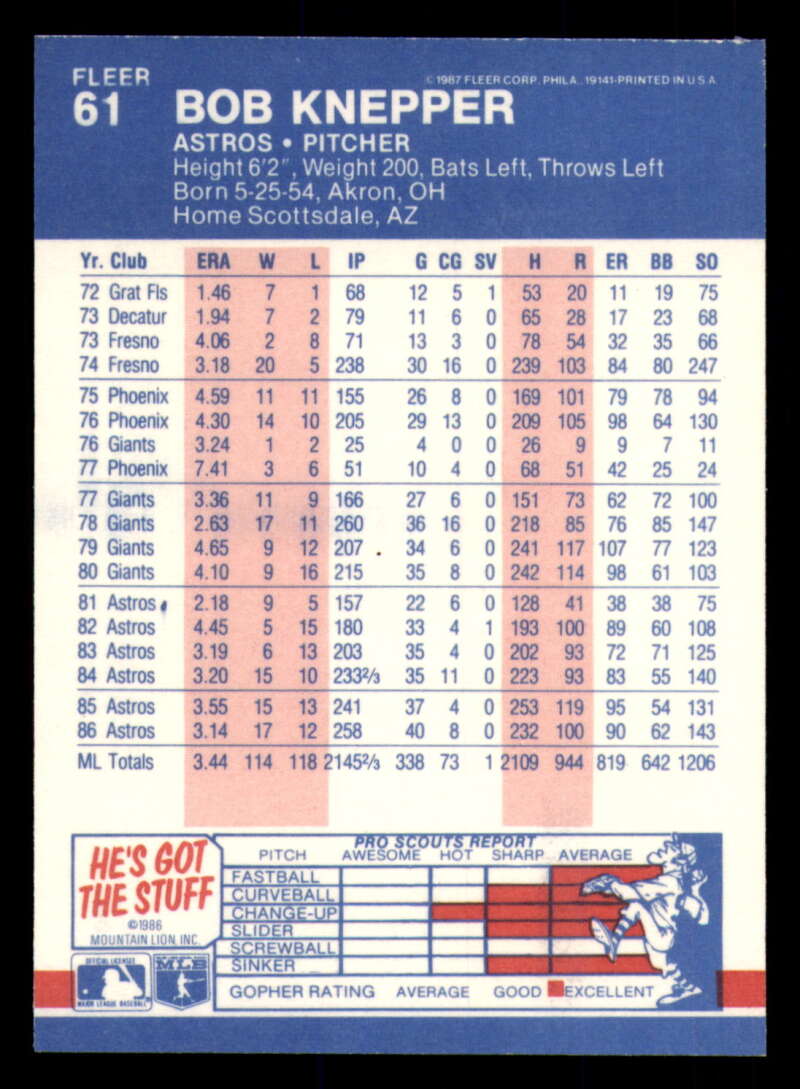 FLEER
61
©1987 FLEER CORP. PHILA., 19141-PRINTED IN U.S.A.
BOB KNEPPER
ASTROS • PITCHER
Height 6'2", Weight 200, Bats Left, Throws Left
Born 5-25-54, Akron, OH
Home Scottsdale, AZ
Yr. Club ERA W L IP G CG SV H R ER BB SO
72 Grat Fls 1.46 7 1 68 12 5 1 53 20 11 19 75
73 Decatur 1.94 7 2 79 11 6 0 65 28 17 23 68
73 Fresno 4.06 2 8 71 13 3 0 78 54 32 35 66
74 Fresno 3.18 20 5 238 30 16 0 239 103 84 80 247
75 Phoenix 4.59 11 11 155 26 8 0 169 101 79 78 94
76 Phoenix 4.30 14 10 205 29 13 0 209 105 98 64 130
76 Giants 3.24 1 2 25 4 0 0 26 9 9 7 11
77 Phoenix 7.41 3 6 51 10 4 0 68 51 42 25 24
77 Giants 3.36 11 9 166 27 6 0 151 73 62 72 100
78 Giants 2.63 17 11 260 36 16 0 218 85 76 85 147
79 Giants 4.65 9 12 207 34 6 0 241 117 107 77 123
80 Giants 4.10 9 16 215 35 8 0 242 114 98 61 103
81 Astros 2.18 9 5 157 22 6 0 128 41 38 38 75
82 Astros 4.45 5 15 180 33 4 1 193 100 89 60 108
83 Astros 3.19 6 13 203 35 4 0 202 93 72 71 125
84 Astros 3.20 15 10 233⅔ 35 11 0 223 93 83 55 140
85 Astros 3.55 15 13 241 37 4 0 253 119 95 54 131
86 Astros 3.14 17 12 258 40 8 0 232 100 90 62 143
ML Totals 3.44 114 118 2145⅔ 338 73 1 2109 944 819 642 1206
HE'S GOT
THE STUFF
©1986
MOUNTAIN LION, INC.
PRO SCOUTS REPORT
PITCH AWESOME HOT SHARP AVERAGE
FASTBALL
CURVEBALL
CHANGE-UP
SLIDER
SCREWBALL
SINKER
GOPHER RATING AVERAGE GOOD EXCELLENT
OFFICIAL LICENSEE
MAJOR LEAGUE BASEBALL
MLB